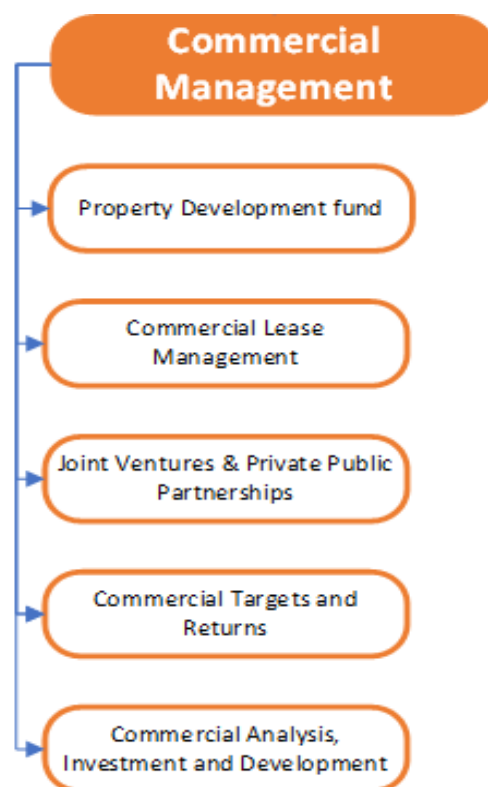 Commercial
Management
Property Development fund
Commercial Lease
Management
Joint Ventures & Private Public
Partnerships
Commercial Targets and
Returns
Commercial Analysis,
Investment and Development